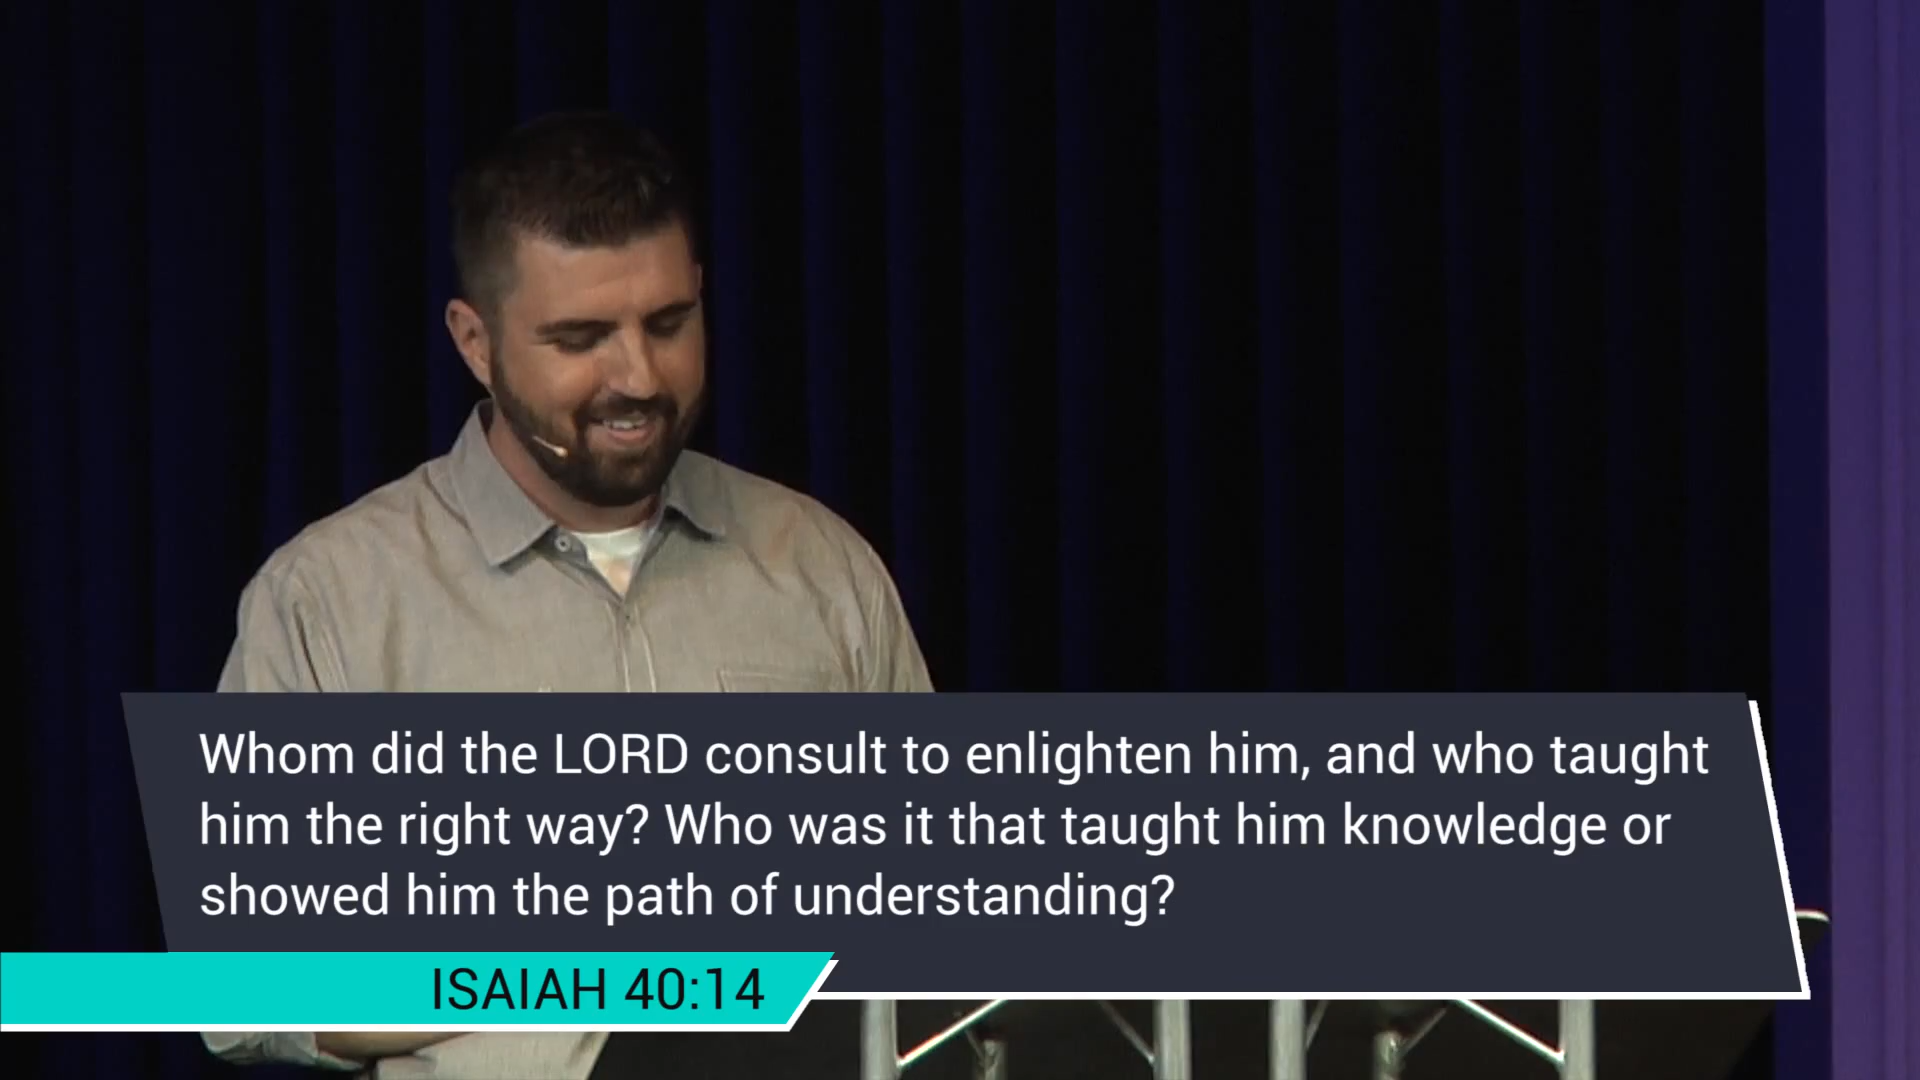 Whom did the LORD consult to enlighten him, and who taught
him the right way? Who was it that taught him knowledge or
showed him the path of understanding?
ISAIAH 40:14